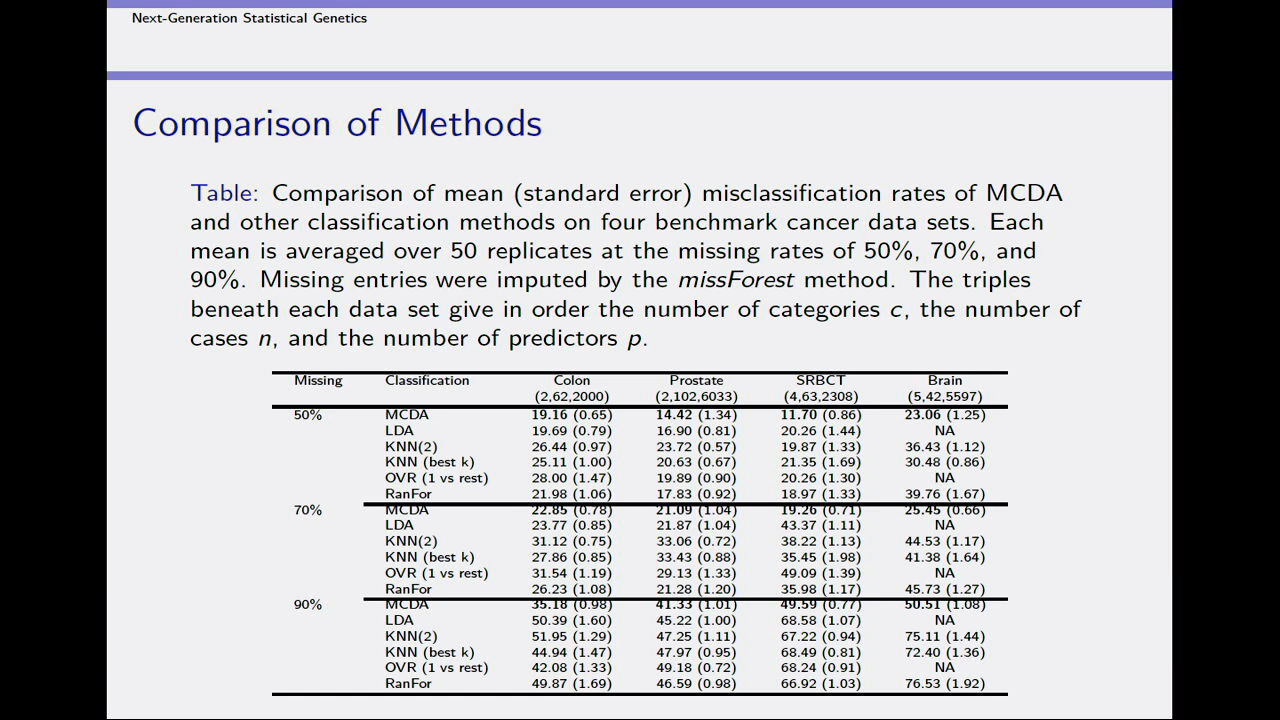 Next-Generation Statistical Genetics
Comparison of Methods
Table: Comparison of mean (standard error) misclassification rates of MCDA
and other classification methods on four benchmark cancer data sets. Each
mean is averaged over 50 replicates at the missing rates of 50%, 70%, and
90%. Missing entries were imputed by the missForest method. The triples
beneath each data set give in order the number of categories c, the number of
cases n, and the number of predictors p.
Missing Classification Colon Prostate SRBCT Brain
(2,62,2000) (2,102,6033) (4,63,2308) (5,42,5597)
50% MCDA 19.16 (0.65) 14.42 (1.34) 11.70 (0.86) 23.06 (1.25)
LDA 19.69 (0.79) 16.90 (0.81) 20.26 (1.44) NA
KNN(2) 26.44 (0.97) 23.72 (0.57) 19.87 (1.33) 36.43 (1.12)
KNN (best k) 25.11 (1.00) 20.63 (0.67) 21.35 (1.69) 30.48 (0.86)
OVR (1 vs rest) 28.00 (1.47) 19.89 (0.90) 20.26 (1.30) NA
RanFor 21.98 (1.06) 17.83 (0.92) 18.97 (1.33) 39.76 (1.67)
70% MCDA 22.85 (0.78) 21.09 (1.04) 19.26 (0.71) 25.45 (0.66)
LDA 23.77 (0.85) 21.87 (1.04) 43.37 (1.11) NA
KNN(2) 31.12 (0.75) 33.06 (0.72) 38.22 (1.13) 44.53 (1.17)
KNN (best k) 27.86 (0.85) 33.43 (0.88) 35.45 (1.98) 41.38 (1.64)
OVR (1 vs rest) 31.54 (1.19) 29.13 (1.33) 49.09 (1.39) NA
RanFor 26.23 (1.08) 21.28 (1.20) 35.98 (1.17) 45.73 (1.27)
90% MCDA 35.18 (0.98) 41.33 (1.01) 49.59 (0.77) 50.51 (1.08)
LDA 50.39 (1.60) 45.22 (1.00) 68.58 (1.07) NA
KNN(2) 51.95 (1.29) 47.25 (1.11) 67.22 (0.94) 75.11 (1.44)
KNN (best k) 44.94 (1.47) 47.97 (0.95) 68.49 (0.81) 72.40 (1.36)
OVR (1 vs rest) 42.08 (1.33) 49.18 (0.72) 68.24 (0.91) NA
RanFor 49.87 (1.69) 46.59 (0.98) 66.92 (1.03) 76.53 (1.92)